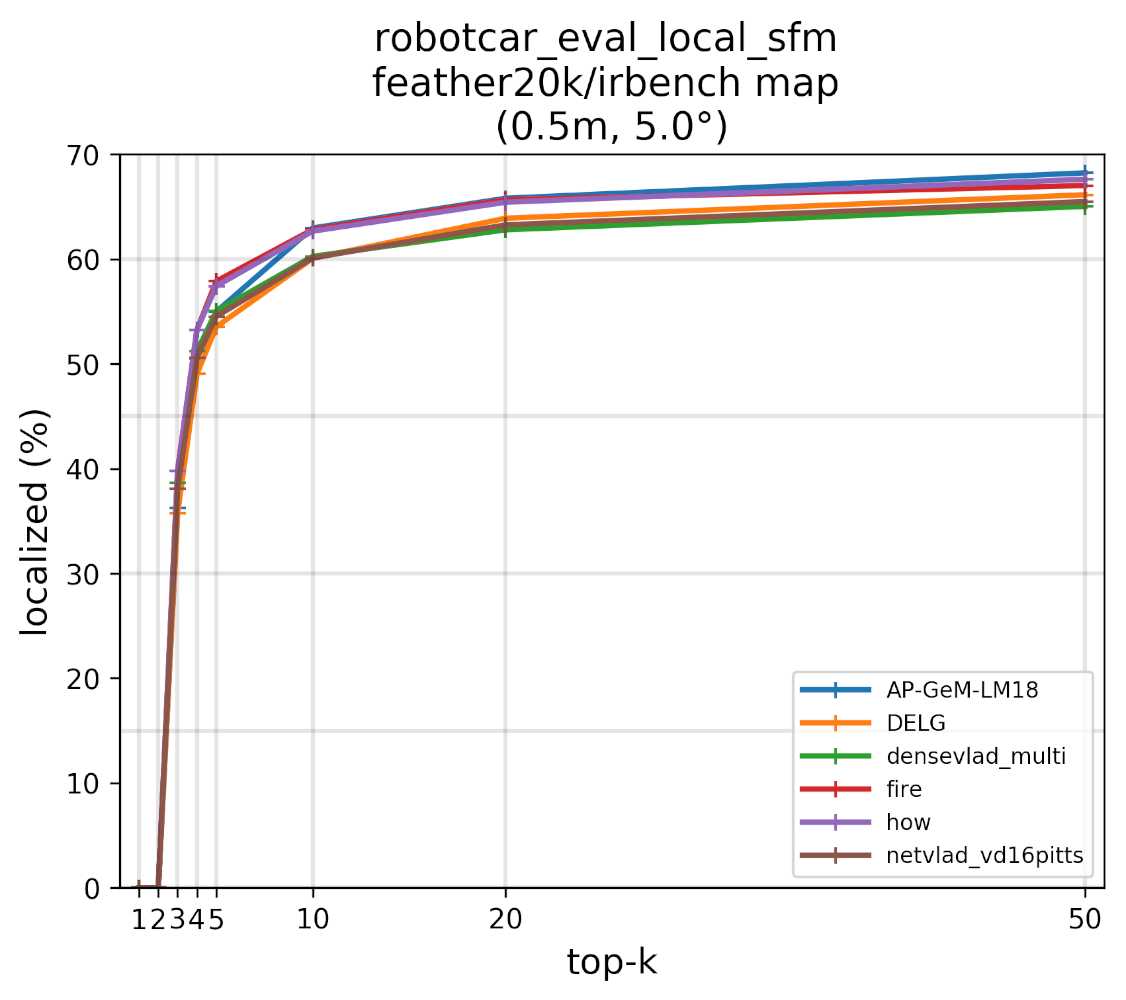 robotcar_eval_local_sfm
feather20k/irbench map
(0.5m, 5.0°)
70
60
50
40
30
20
10
0
localized (%)
1 2 3 4 5 10 20 50
top-k
AP-GeM-LM18
DELG
densevlad_multi
fire
how
netvlad_vd16pitts